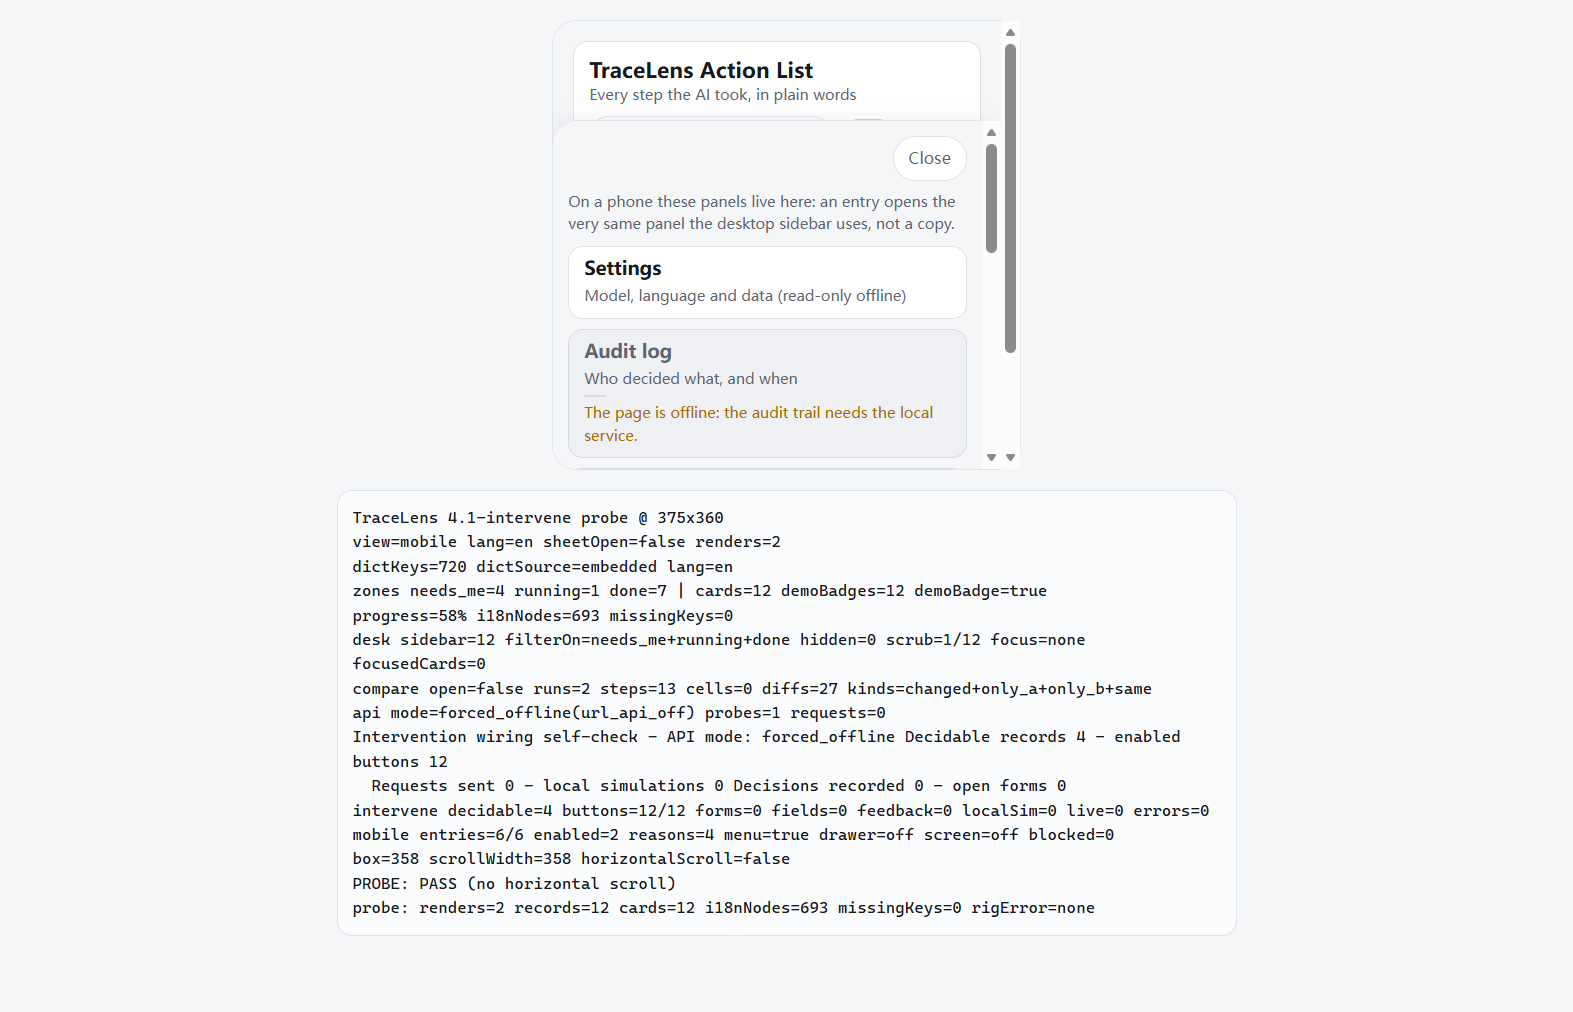 TraceLens Action List
Every step the AI took, in plain words
Close
On a phone these panels live here: an entry opens the
very same panel the desktop sidebar uses, not a copy.
Settings
Model, language and data (read-only offline)
Audit log
Who decided what, and when
The page is offline: the audit trail needs the local
service.
TraceLens 4.1-intervene probe @ 375x360
view=mobile lang=en sheetOpen=false renders=2
dictKeys=720 dictSource=embedded lang=en
zones needs_me=4 running=1 done=7 | cards=12 demoBadges=12 demoBadge=true
progress=58% i18nNodes=693 missingKeys=0
desk sidebar=12 filterOn=needs_me+running+done hidden=0 scrub=1/12 focus=none
focusedCards=0
compare open=false runs=2 steps=13 cells=0 diffs=27 kinds=changed+only_a+only_b+same
api mode=forced_offline(url_api_off) probes=1 requests=0
Intervention wiring self-check - API mode: forced_offline Decidable records 4 - enabled
buttons 12
Requests sent 0 - local simulations 0 Decisions recorded 0 - open forms 0
intervene decidable=4 buttons=12/12 forms=0 fields=0 feedback=0 localSim=0 live=0 errors=0
mobile entries=6/6 enabled=2 reasons=4 menu=true drawer=off screen=off blocked=0
box=358 scrollWidth=358 horizontalScroll=false
PROBE: PASS (no horizontal scroll)
probe: renders=2 records=12 cards=12 i18nNodes=693 missingKeys=0 rigError=none